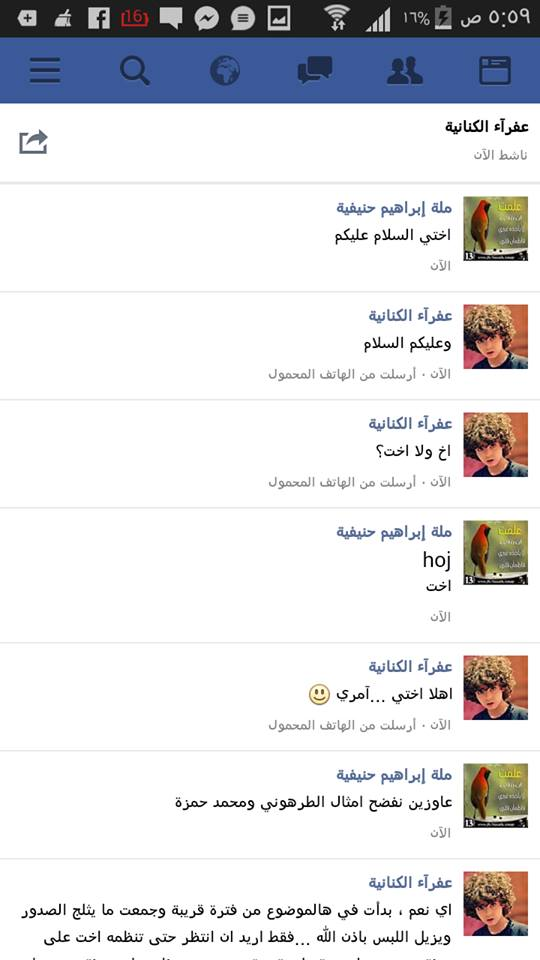 ١٦% ص ٥:٥٩
16
عفرآء الكنانية
ناشط الآن
ملة إبراهيم حنيفية
اختي السلام عليكم
الآن
عفرآء الكنانية
وعليكم السلام
الآن · أرسلت من الهاتف المحمول
عفرآء الكنانية
اخ ولا اخت؟
الآن · أرسلت من الهاتف المحمول
ملة إبراهيم حنيفية
hoj
اخت
الآن
عفرآء الكنانية
اهلا اختي ...آمري
الآن · أرسلت من الهاتف المحمول
ملة إبراهيم حنيفية
عاوزين نفضح امثال الطرهوني ومحمد حمزة
الآن
عفرآء الكنانية
اي نعم ، بدأت في هالموضوع من فترة قريبة وجمعت ما يثلج الصدور
ويزيل اللبس باذن الله ...فقط اريد ان انتظر حتى تنظمه اخت على